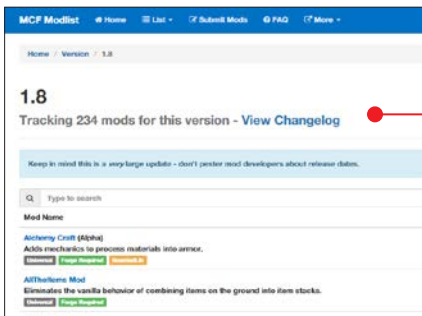 MCF Modlist Home List Submit Mods FAQ More
Home / Version / 1.8
1.8
Tracking 234 mods for this version - View Changelog
Keep in mind this is a very large update - don't pester mod developers about release dates.
Type to search
Mod Name
Alchemy Craft (Alpha)
Adds mechanics to process materials into armor.
Universal Forge Required
AllTheItems Mod
Eliminates the vanilla behavior of combining items on the ground into item stacks.
Universal Forge Required